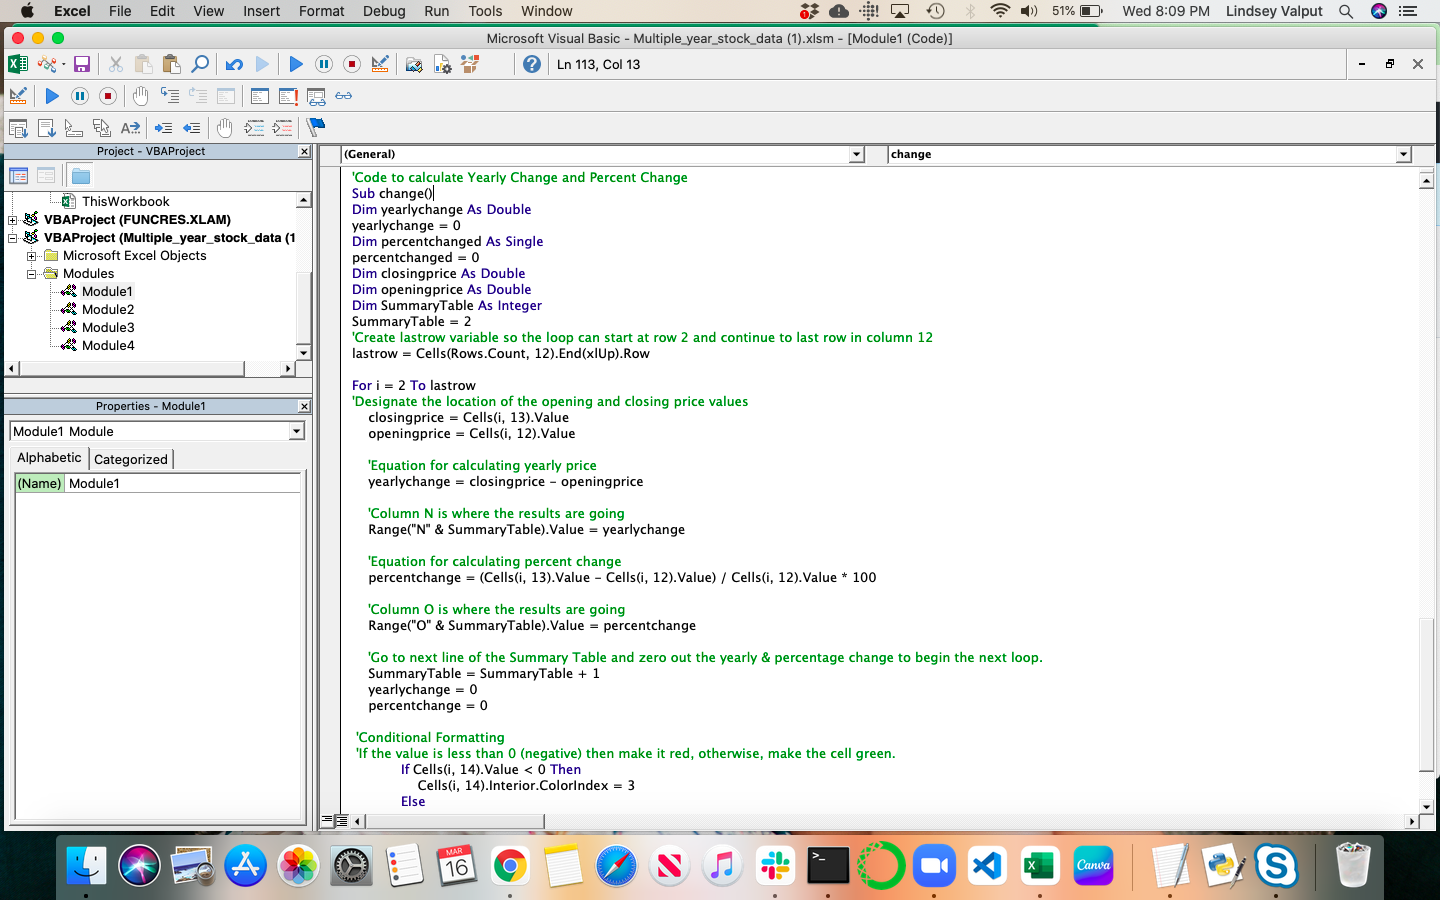 Excel File Edit View Insert Format Debug Run Tools Window 51% Wed 8:09 PM Lindsey Valput
Microsoft Visual Basic - Multiple_year_stock_data (1).xlsm - [Module1 (Code)]
Ln 113, Col 13
Project - VBAProject
(General) change
ThisWorkbook
VBAProject (FUNCRES.XLAM)
VBAProject (Multiple_year_stock_data (1
Microsoft Excel Objects
Modules
Module1
Module2
Module3
Module4
Properties - Module1
Module1 Module
Alphabetic Categorized
(Name) Module1
'Code to calculate Yearly Change and Percent Change
Sub change()
Dim yearlychange As Double
yearlychange = 0
Dim percentchanged As Single
percentchanged = 0
Dim closingprice As Double
Dim openingprice As Double
Dim SummaryTable As Integer
SummaryTable = 2
'Create lastrow variable so the loop can start at row 2 and continue to last row in column 12
lastrow = Cells(Rows.Count, 12).End(xlUp).Row
For i = 2 To lastrow
'Designate the location of the opening and closing price values
closingprice = Cells(i, 13).Value
openingprice = Cells(i, 12).Value
'Equation for calculating yearly price
yearlychange = closingprice - openingprice
'Column N is where the results are going
Range("N" & SummaryTable).Value = yearlychange
'Equation for calculating percent change
percentchange = (Cells(i, 13).Value - Cells(i, 12).Value) / Cells(i, 12).Value * 100
'Column O is where the results are going
Range("O" & SummaryTable).Value = percentchange
'Go to next line of the Summary Table and zero out the yearly & percentage change to begin the next loop.
SummaryTable = SummaryTable + 1
yearlychange = 0
percentchange = 0
'Conditional Formatting
'If the value is less than 0 (negative) then make it red, otherwise, make the cell green.
If Cells(i, 14).Value < 0 Then
Cells(i, 14).Interior.ColorIndex = 3
Else
MAR
16
Canva